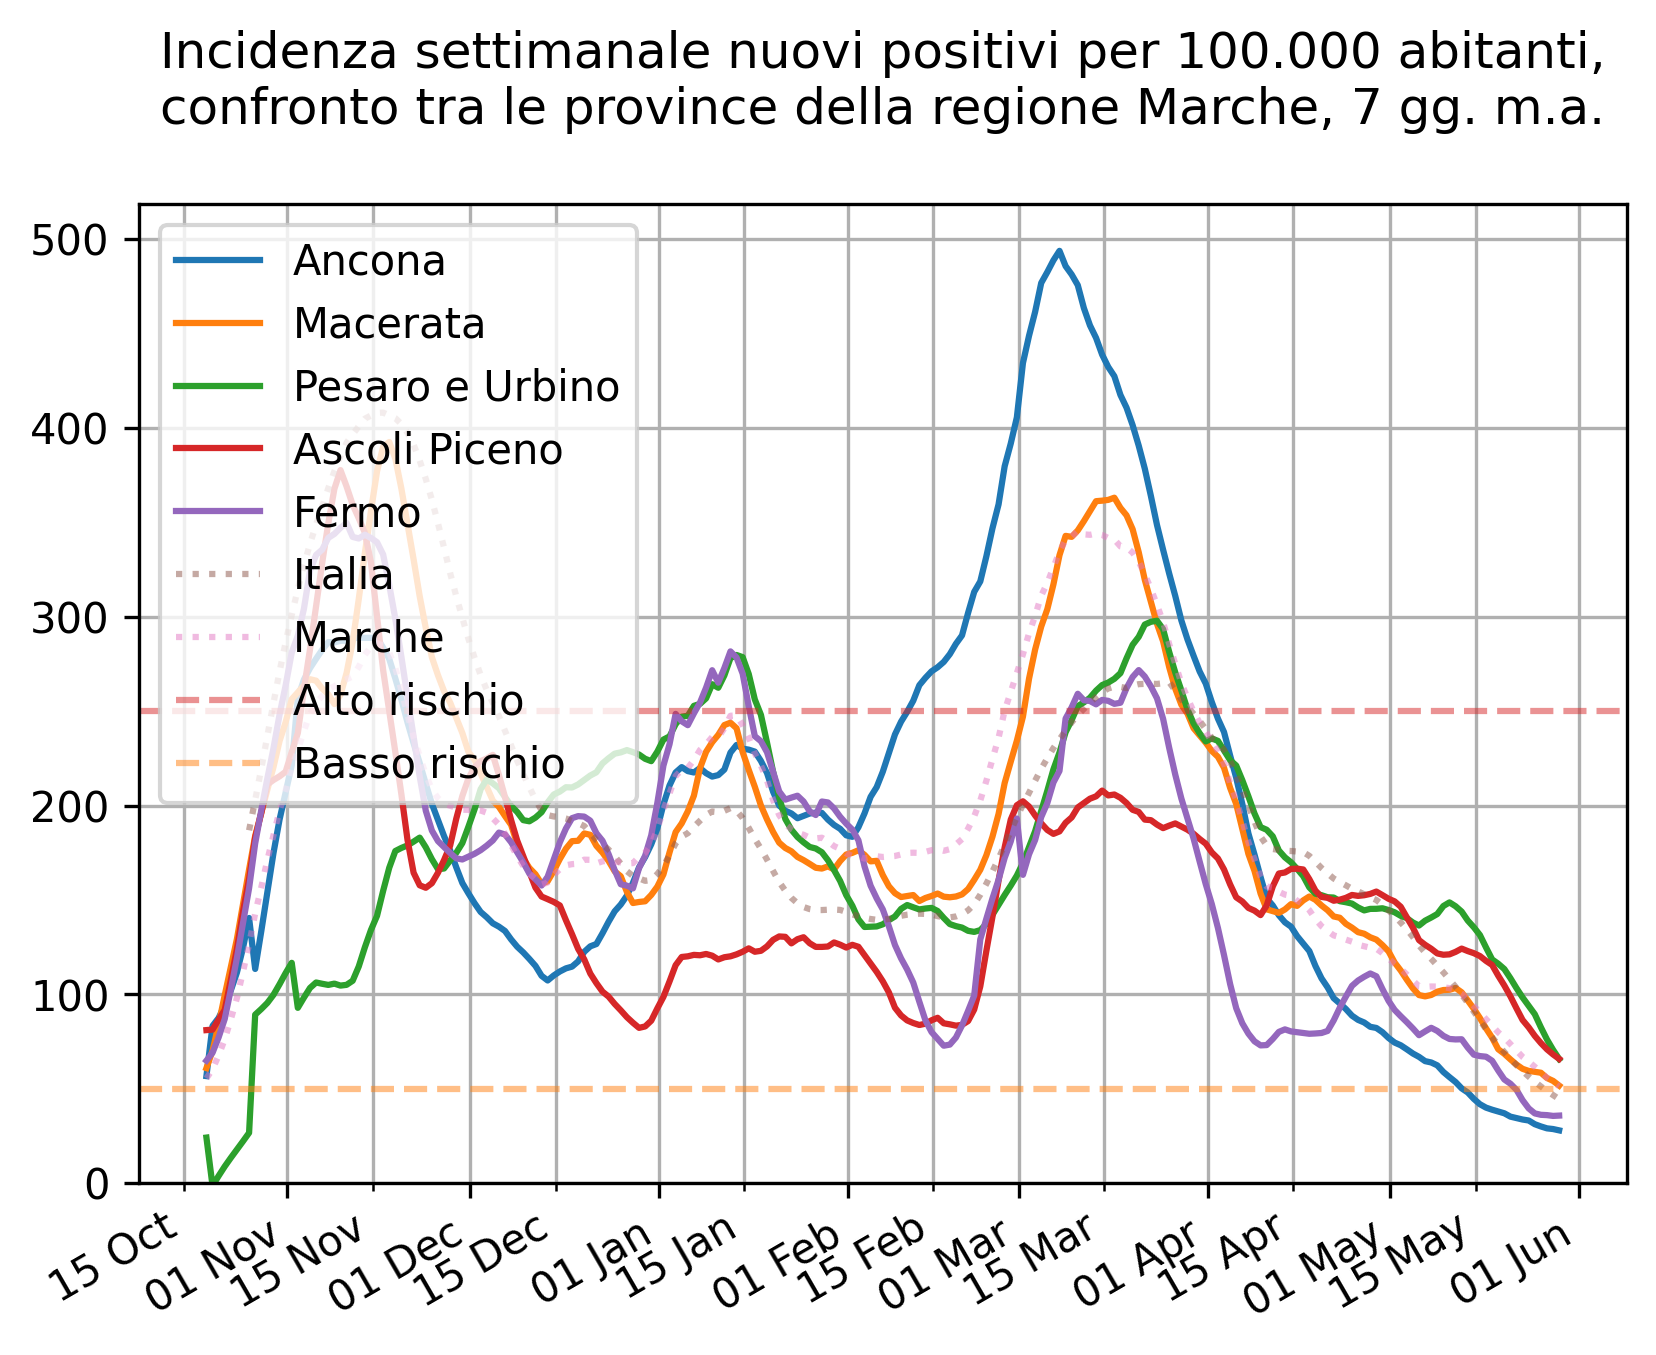 Incidenza settimanale nuovi positivi per 100.000 abitanti,
confronto tra le province della regione Marche, 7 gg. m.a.
500
400
300
200
100
0
Ancona
Macerata
Pesaro e Urbino
Ascoli Piceno
Fermo
Italia
Marche
Alto rischio
Basso rischio
15 Oct
01 Nov
15 Nov
01 Dec
15 Dec
01 Jan
15 Jan
01 Feb
15 Feb
01 Mar
15 Mar
01 Apr
15 Apr
01 May
15 May
01 Jun